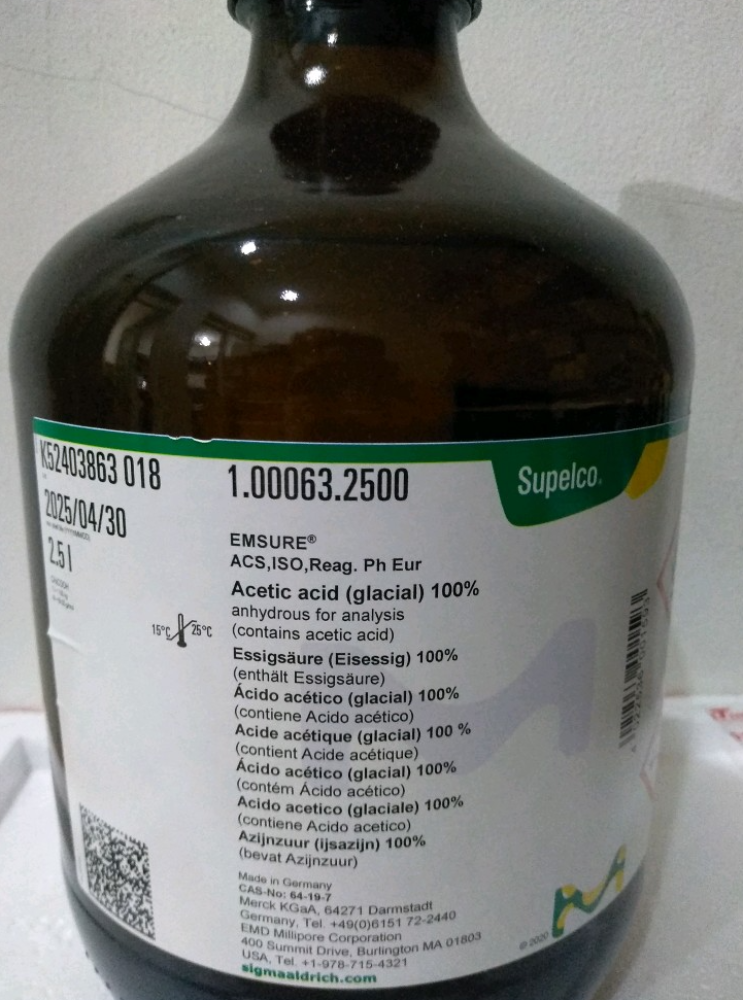 K52403863 018
1.00063.2500
Supelco.
2025/04/30
2.5 l
EMSURE®
ACS,ISO,Reag. Ph Eur
Acetic acid (glacial) 100%
anhydrous for analysis
(contains acetic acid)
15°C 25°C
Essigsäure (Eisessig) 100%
(enthält Essigsäure)
Ácido acético (glacial) 100%
(contiene Acido acético)
Acide acétique (glacial) 100 %
(contient Acide acétique)
Ácido acético (glacial) 100%
(contém Ácido acético)
Acido acetico (glaciale) 100%
(contiene Acido acetico)
Azijnzuur (ijsazijn) 100%
(bevat Azijnzuur)
Made in Germany
CAS-No: 64-19-7
Merck KGaA, 64271 Darmstadt
Germany, Tel. +49(0)6151 72-2440
EMD Millipore Corporation
400 Summit Drive, Burlington MA 01803
USA, Tel. +1-978-715-4321
sigmaaldrich.com
© 2020